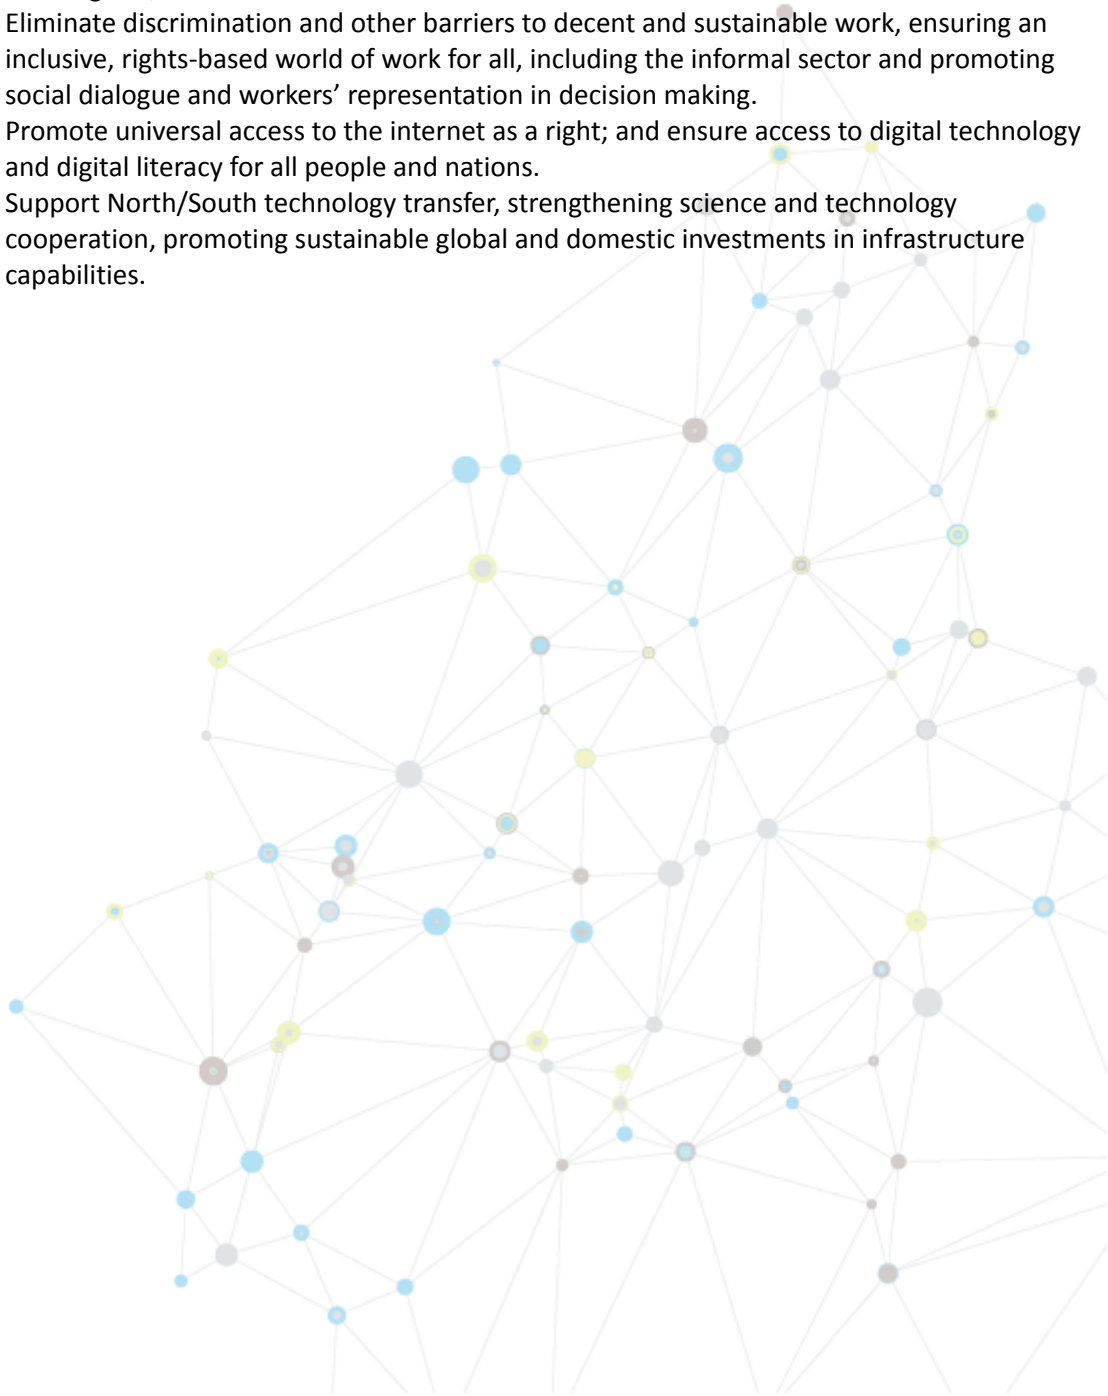 Eliminate discrimination and other barriers to decent and sustainable work, ensuring an
inclusive, rights-based world of work for all, including the informal sector and promoting
social dialogue and workers’ representation in decision making.
Promote universal access to the internet as a right; and ensure access to digital technology
and digital literacy for all people and nations.
Support North/South technology transfer, strengthening science and technology
cooperation, promoting sustainable global and domestic investments in infrastructure
capabilities.